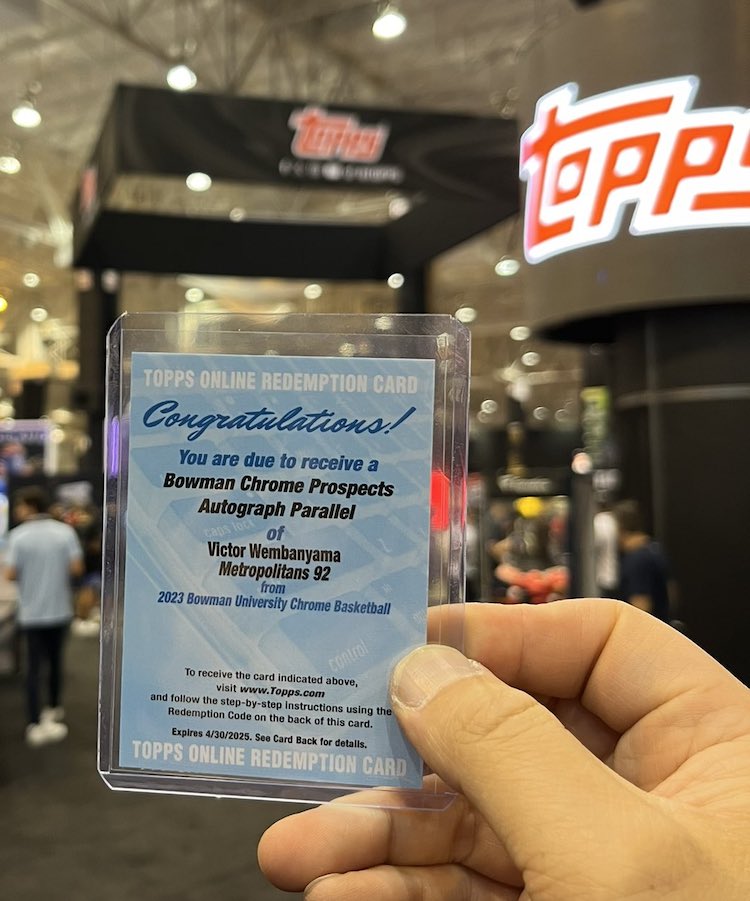 Topps
Topps
TOPPS ONLINE REDEMPTION CARD
Congratulations!
You are due to receive a
Bowman Chrome Prospects
Autograph Parallel
of
Victor Wembanyama
Metropolitans 92
from
2023 Bowman University Chrome Basketball
caps lock
control
To receive the card indicated above,
visit www.Topps.com
and follow the step-by-step instructions using the
Redemption Code on the back of this card.
Expires 4/30/2025. See Card Back for details.
TOPPS ONLINE REDEMPTION CARD